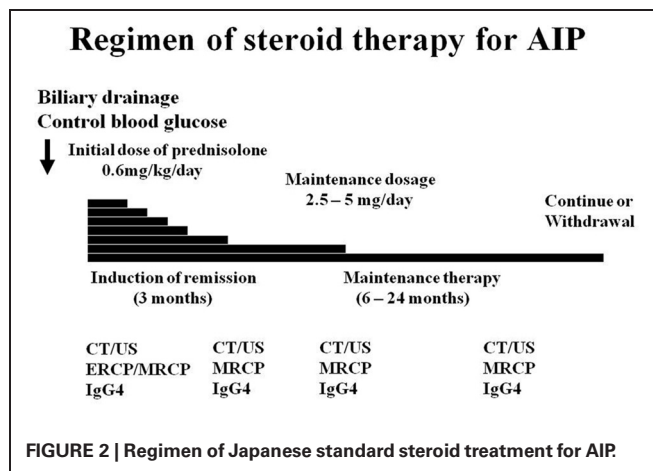 Regimen of steroid therapy for AIP
Biliary drainage
Control blood glucose
Initial dose of prednisolone
0.6mg/kg/day
Maintenance dosage
2.5 – 5 mg/day
Continue or
Withdrawal
Induction of remission
(3 months)
Maintenance therapy
(6 – 24 months)
CT/US
ERCP/MRCP
IgG4
CT/US
MRCP
IgG4
CT/US
MRCP
IgG4
CT/US
MRCP
IgG4
FIGURE 2 | Regimen of Japanese standard steroid treatment for AIP.